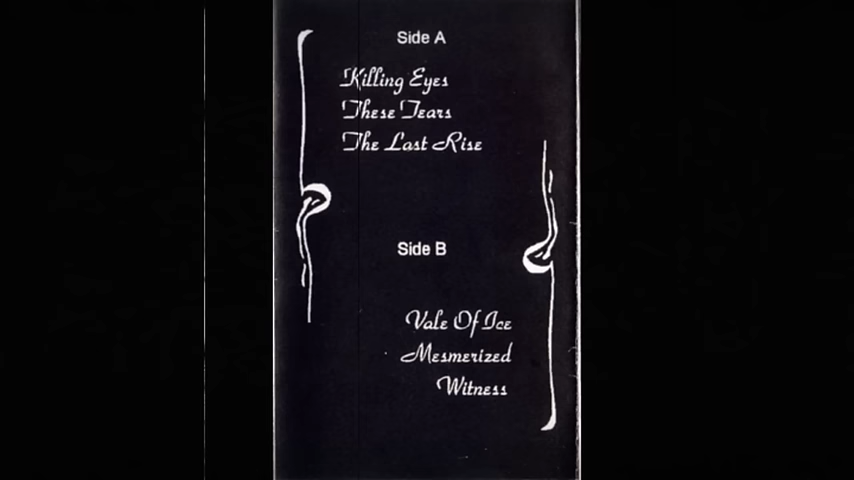 Side A
Killing Eyes
These Tears
The Last Rise
Side B
Vale Of Ice
Mesmerized
Witness